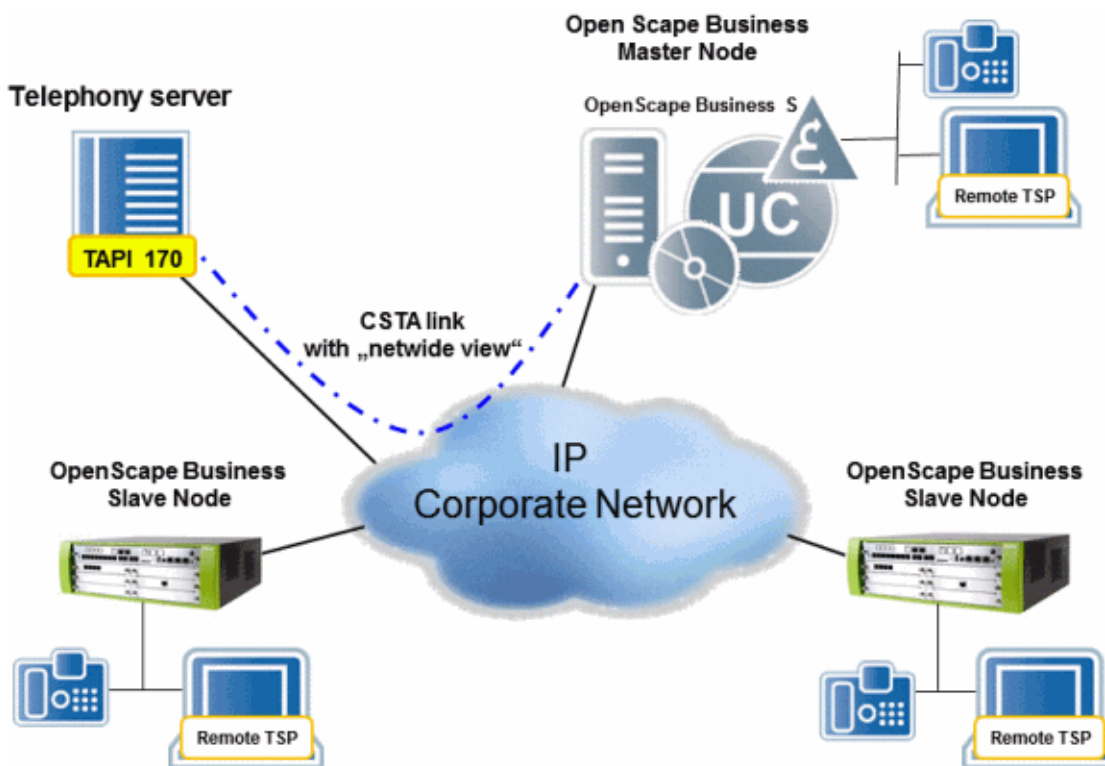 Open Scape Business
Master Node
Telephony server
OpenScape Business S
UC
Remote TSP
TAPI 170
CSTA link
with „netwide view“
IP
Corporate Network
OpenScape Business
Slave Node
OpenScape Business
Slave Node
Remote TSP
Remote TSP